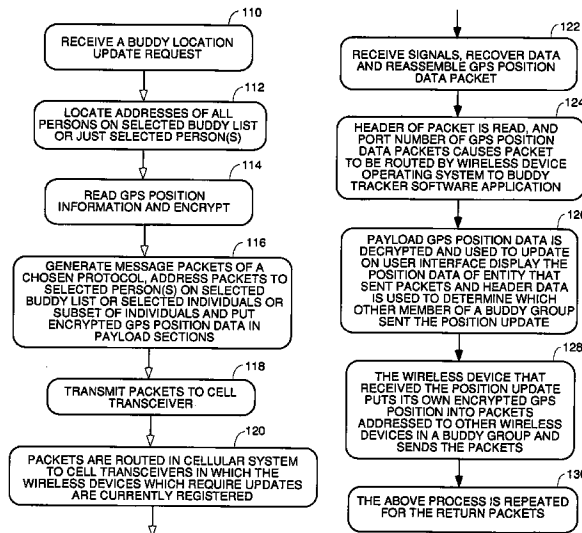 110
RECEIVE A BUDDY LOCATION
UPDATE REQUEST
112
LOCATE ADDRESSES OF ALL
PERSONS ON SELECTED BUDDY LIST
OR JUST SELECTED PERSON(S)
114
READ GPS POSITION
INFORMATION AND ENCRYPT
116
GENERATE MESSAGE PACKETS OF A
CHOSEN PROTOCOL, ADDRESS PACKETS TO
SELECTED PERSON(S) ON SELECTED
BUDDY LIST OR SELECTED INDIVIDUALS OR
SUBSET OF INDIVIDUALS AND PUT
ENCRYPTED GPS POSITION DATA IN
PAYLOAD SECTIONS
118
TRANSMIT PACKETS TO CELL
TRANSCEIVER
120
PACKETS ARE ROUTED IN CELLULAR SYSTEM
TO CELL TRANSCEIVERS IN WHICH THE
WIRELESS DEVICES WHICH REQUIRE UPDATES
ARE CURRENTLY REGISTERED
122
RECEIVE SIGNALS, RECOVER DATA
AND REASSEMBLE GPS POSITION
DATA PACKET
124
HEADER OF PACKET IS READ, AND
PORT NUMBER OF GPS POSITION
DATA PACKETS CAUSES PACKET
TO BE ROUTED BY WIRELESS DEVICE
OPERATING SYSTEM TO BUDDY
TRACKER SOFTWARE APPLICATION
126
PAYLOAD GPS POSITION DATA IS
DECRYPTED AND USED TO UPDATE
ON USER INTERFACE DISPLAY THE
POSITION DATA OF ENTITY THAT
SENT PACKETS AND HEADER DATA
IS USED TO DETERMINE WHICH
OTHER MEMBER OF A BUDDY GROUP
SENT THE POSITION UPDATE
128
THE WIRELESS DEVICE THAT
RECEIVED THE POSITION UPDATE
PUTS ITS OWN ENCRYPTED GPS
POSITION INTO PACKETS
ADDRESSED TO OTHER WIRELESS
DEVICES IN A BUDDY GROUP AND
SENDS THE PACKETS
130
THE ABOVE PROCESS IS REPEATED
FOR THE RETURN PACKETS